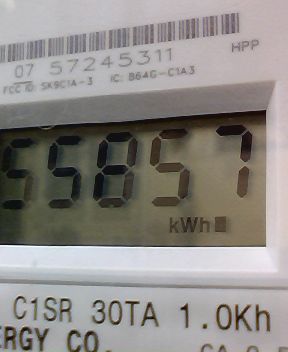 07 57245311
HPP
FCC ID: SK9C1A-3 IC: 864G-C1A3
55857
kWh
C1SR 30TA 1.0Kh
ERGY CO.